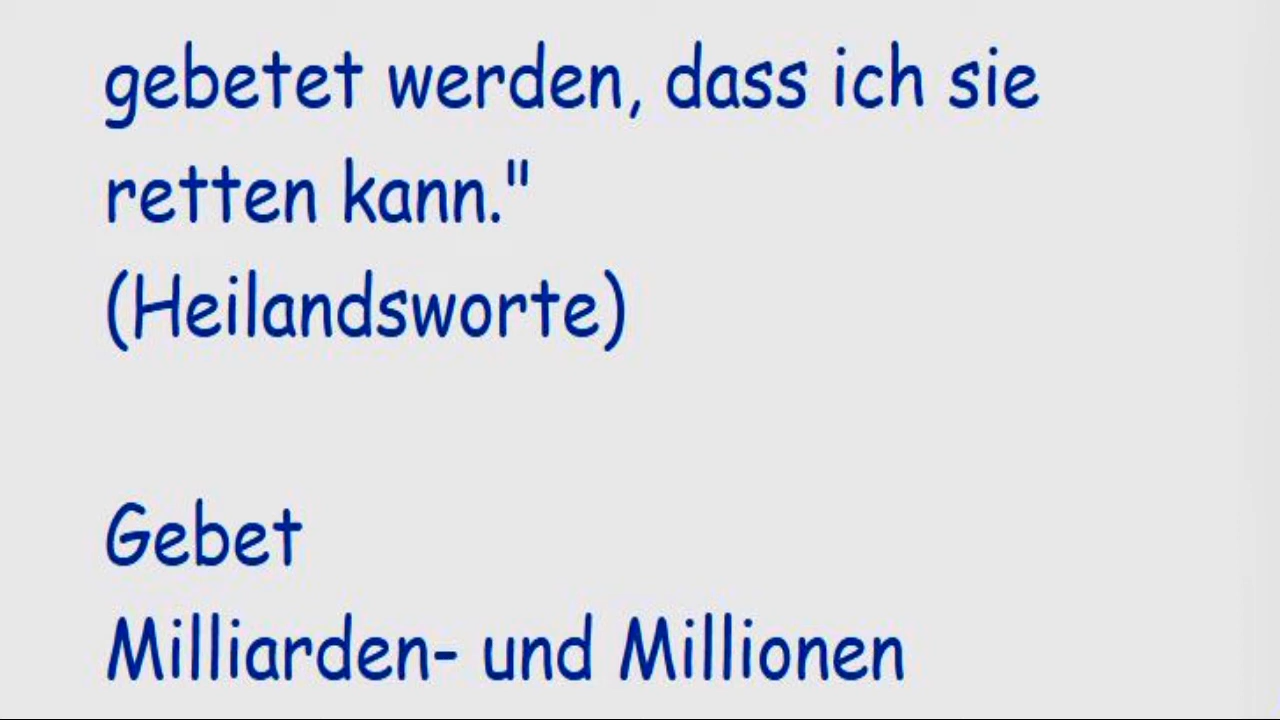 gebetet werden, dass ich sie
retten kann."
(Heilandsworte)
Gebet
Milliarden- und Millionen